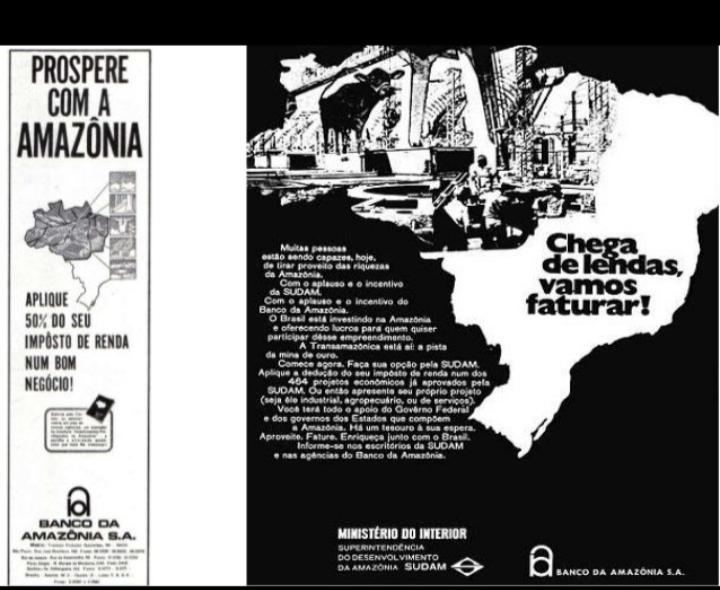 PROSPERE
COM A
AMAZÔNIA
APLIQUE
50% DO SEU
IMPÔSTO DE RENDA
NUM BOM
NEGÓCIO!
BANCO DA
AMAZÔNIA S.A.
Chega
de lendas,
vamos
faturar!
Muitas pessoas
estão sendo capazes, hoje,
de tirar proveito das riquezas
da Amazônia.
Com o aplauso e o incentivo
da SUDAM.
Com o aplauso e o incentivo do
Banco da Amazônia.
O Brasil está investindo na Amazônia
e oferecendo lucros para quem quiser
participar dêsse empreendimento.
A Transamazônica está aí: a pista
da mina de ouro.
Comece agora. Faça sua opção pela SUDAM.
Aplique a dedução do seu impôsto de renda num dos
464 projetos econômicos já aprovados pela
SUDAM. Ou então apresente seu próprio projeto
(seja êle industrial, agropecuário, ou de serviços).
Você terá todo o apoio do Govêrno Federal
e dos governos dos Estados que compõem
a Amazônia. Há um tesouro à sua espera.
Aproveite. Fature. Enriqueça junto com o Brasil.
Informe-se nos escritórios da SUDAM
e nas agências do Banco da Amazônia.
MINISTÉRIO DO INTERIOR
SUPERINTENDÊNCIA
DO DESENVOLVIMENTO
DA AMAZÔNIA SUDAM
BANCO DA AMAZÔNIA S.A.